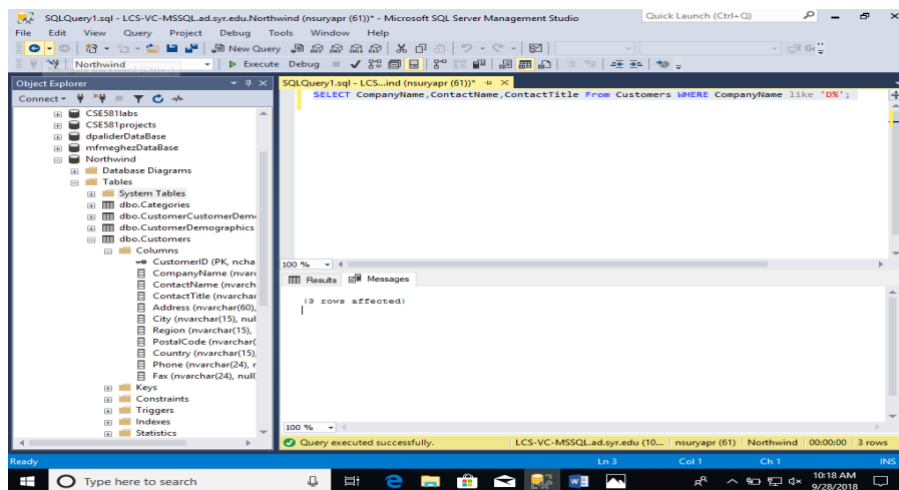 SQLQuery1.sql - LCS-VC-MSSQL.ad.syr.edu.Northwind (nsuryapr (61))* - Microsoft SQL Server Management Studio
Quick Launch (Ctrl+Q)
File Edit View Query Project Debug Tools Window Help
New Query
Northwind
Execute Debug
Object Explorer
Connect
CSE581labs
CSE581projects
dpaliderDataBase
mfmeghezDataBase
Northwind
Database Diagrams
Tables
System Tables
dbo.Categories
dbo.CustomerCustomerDem
dbo.CustomerDemographics
dbo.Customers
Columns
CustomerID (PK, ncha
CompanyName (nvar
ContactName (nvarch
ContactTitle (nvarchar
Address (nvarchar(60),
City (nvarchar(15), nul
Region (nvarchar(15),
PostalCode (nvarchar(
Country (nvarchar(15),
Phone (nvarchar(24), r
Fax (nvarchar(24), null
Keys
Constraints
Triggers
Indexes
Statistics
SQLQuery1.sql - LCS...ind (nsuryapr (61))*
SELECT CompanyName,ContactName,ContactTitle From Customers WHERE CompanyName like 'D%';
100 %
Results Messages
(3 rows affected)
100 %
Query executed successfully.
LCS-VC-MSSQL.ad.syr.edu (10... nsuryapr (61) Northwind 00:00:00 3 rows
Ready Ln 3 Col 1 Ch 1 INS
Type here to search
10:18 AM
9/28/2018